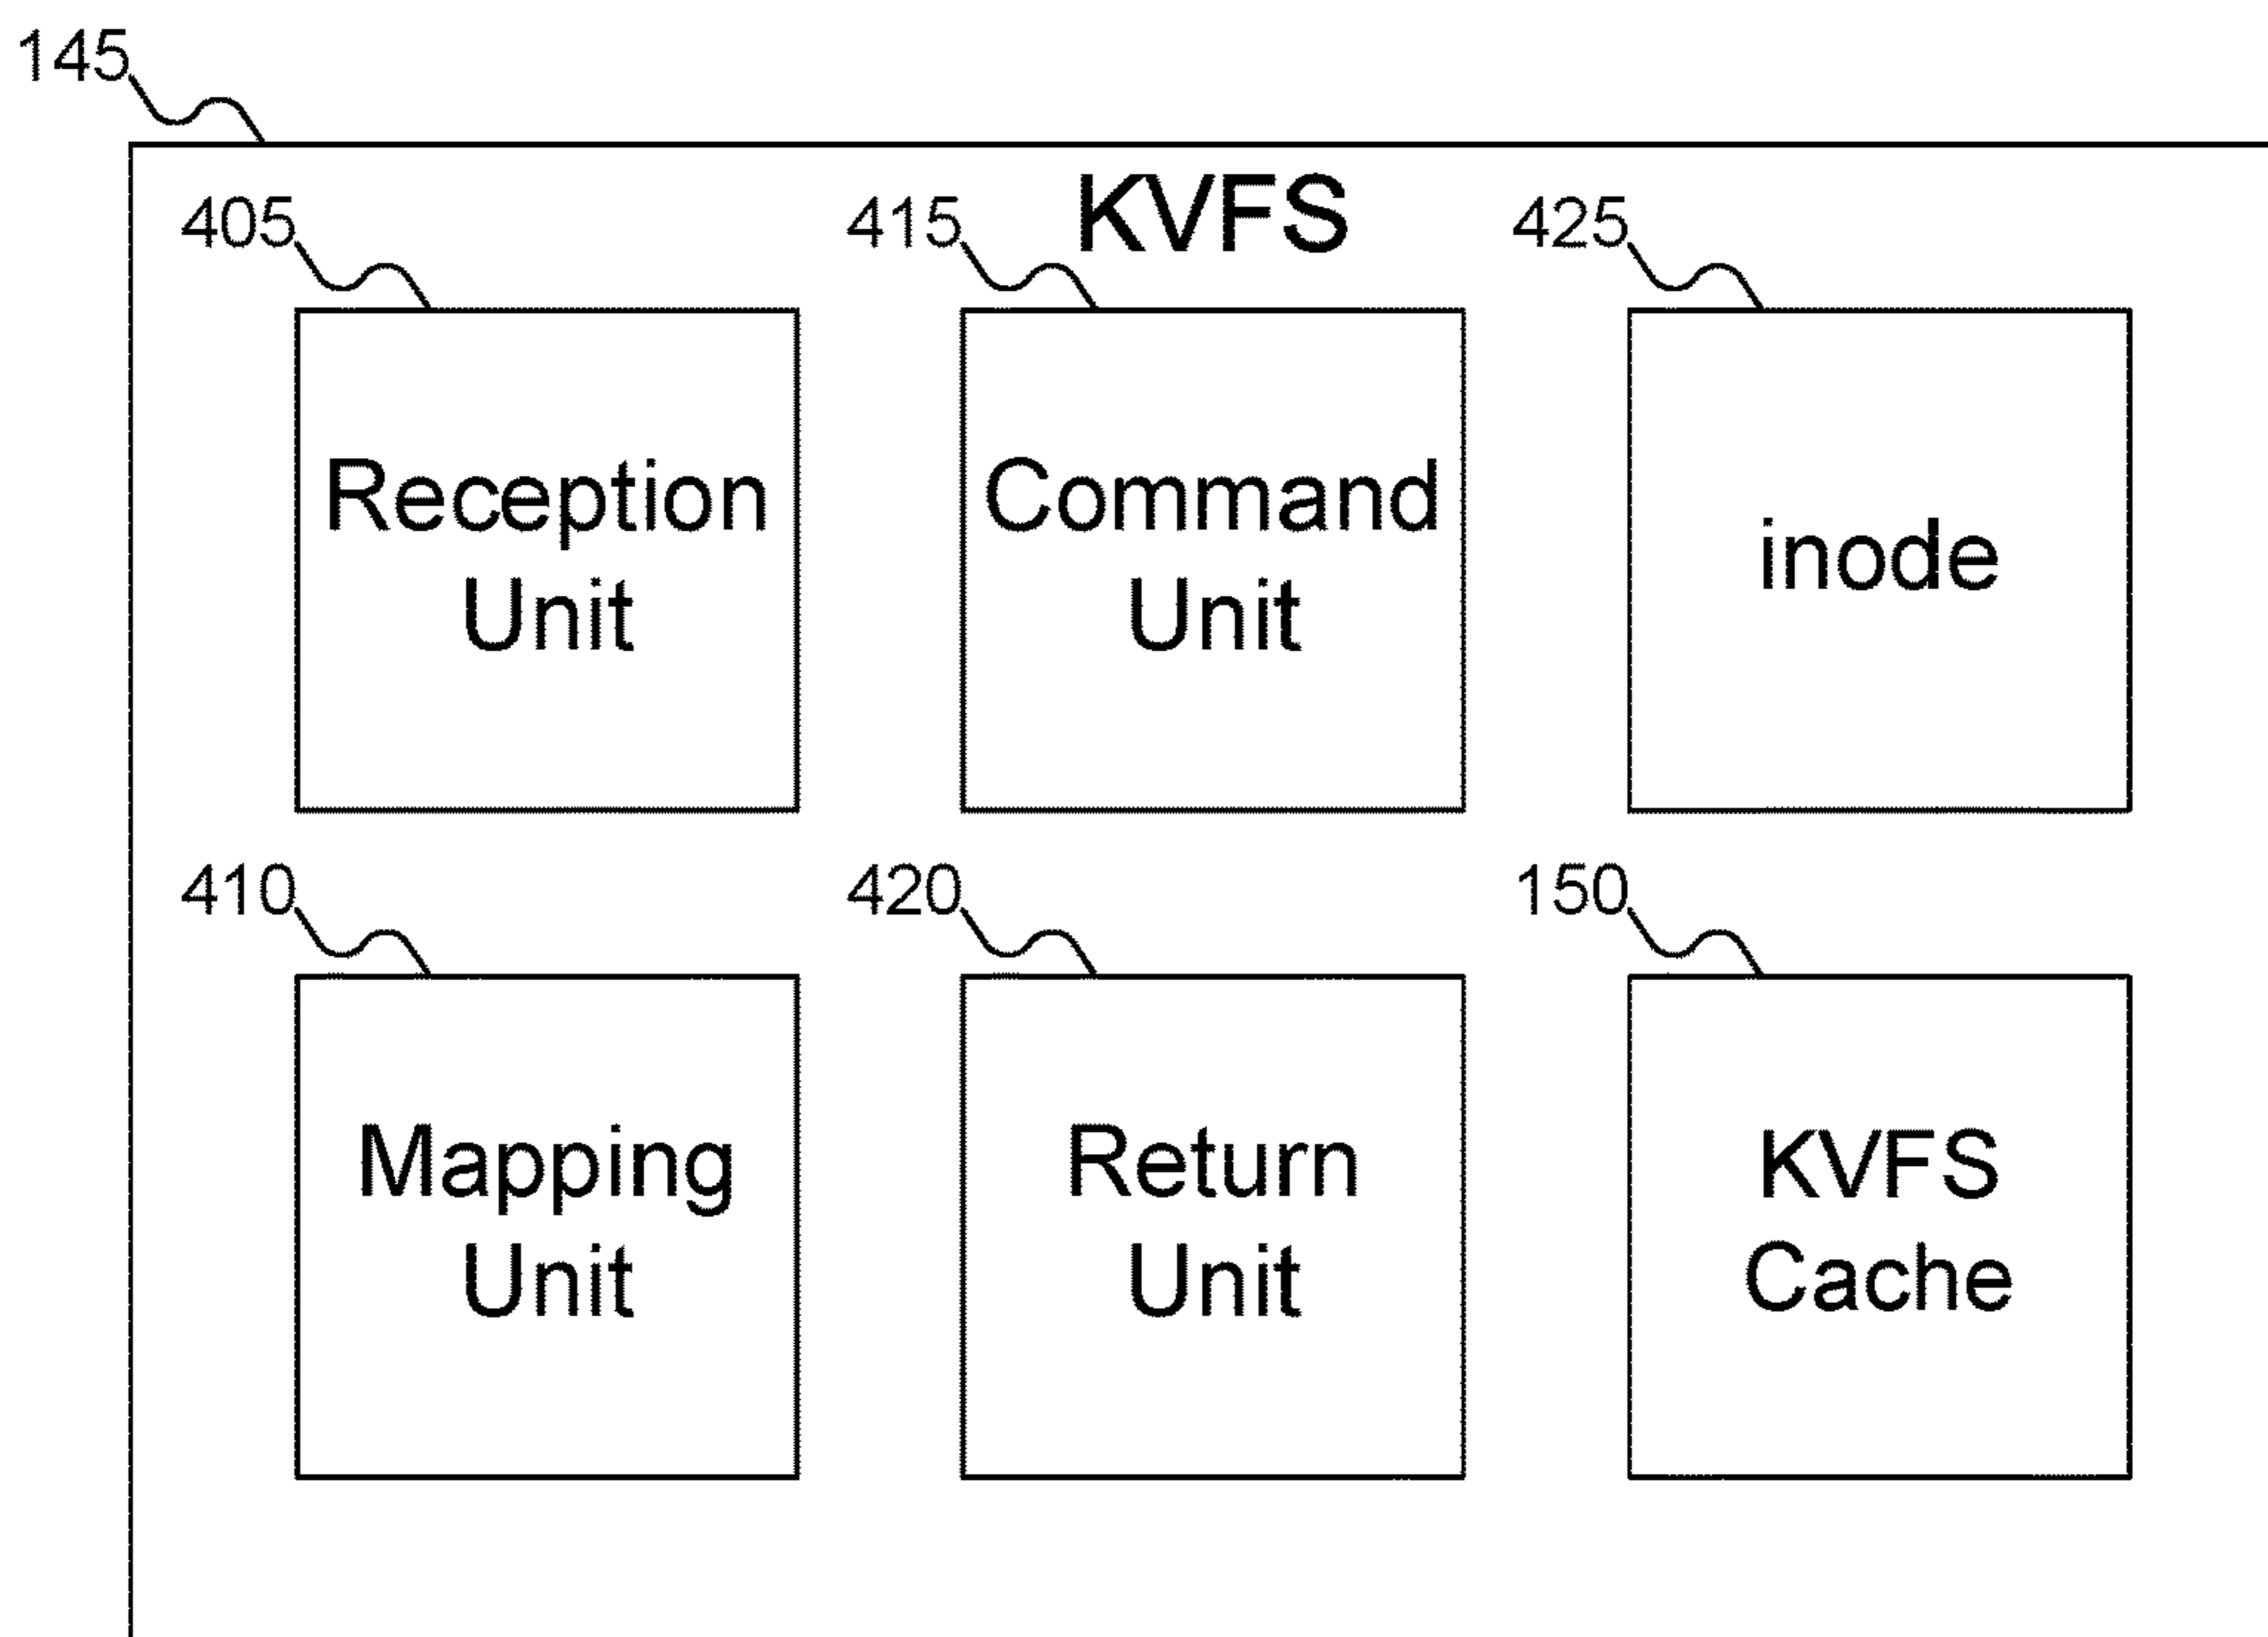 145
KVFS
405
415
425
Reception
Unit
Command
Unit
inode
410
420
150
Mapping
Unit
Return
Unit
KVFS
Cache